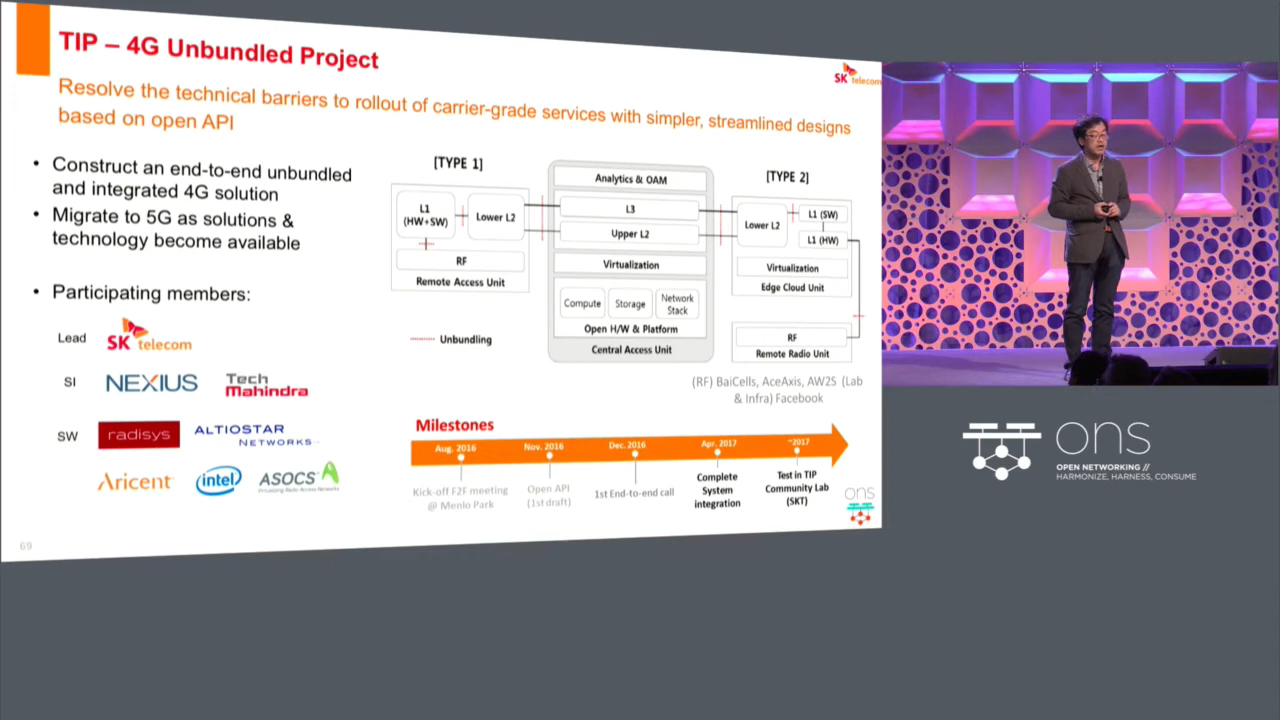 TIP – 4G Unbundled Project
SK telecom
Resolve the technical barriers to rollout of carrier-grade services with simpler, streamlined designs
based on open API
• Construct an end-to-end unbundled
and integrated 4G solution
• Migrate to 5G as solutions &
technology become available
• Participating members:
Lead
SK telecom
SI
NEXIUS
Tech
Mahindra
SW
radisys
ALTIOSTAR
NETWORKS
Aricent
intel
ASOCS
Virtualizing Radio Access Networks
[TYPE 1]
L1
(HW+SW)
Lower L2
RF
Remote Access Unit
Unbundling
Analytics & OAM
L3
Upper L2
Virtualization
Compute
Storage
Network
Stack
Open H/W & Platform
Central Access Unit
[TYPE 2]
Lower L2
L1 (SW)
L1 (HW)
Virtualization
Edge Cloud Unit
RF
Remote Radio Unit
(RF) BaiCells, AceAxis, AW2S (Lab
& Infra) Facebook
Milestones
Aug. 2016
Nov. 2016
Dec. 2016
Apr. 2017
~2017
Kick-off F2F meeting
@ Menlo Park
Open API
(1st draft)
1st End-to-end call
Complete
System
integration
Test in TIP
Community Lab
(SKT)
ons
69
ons
OPEN NETWORKING //
HARMONIZE, HARNESS, CONSUME